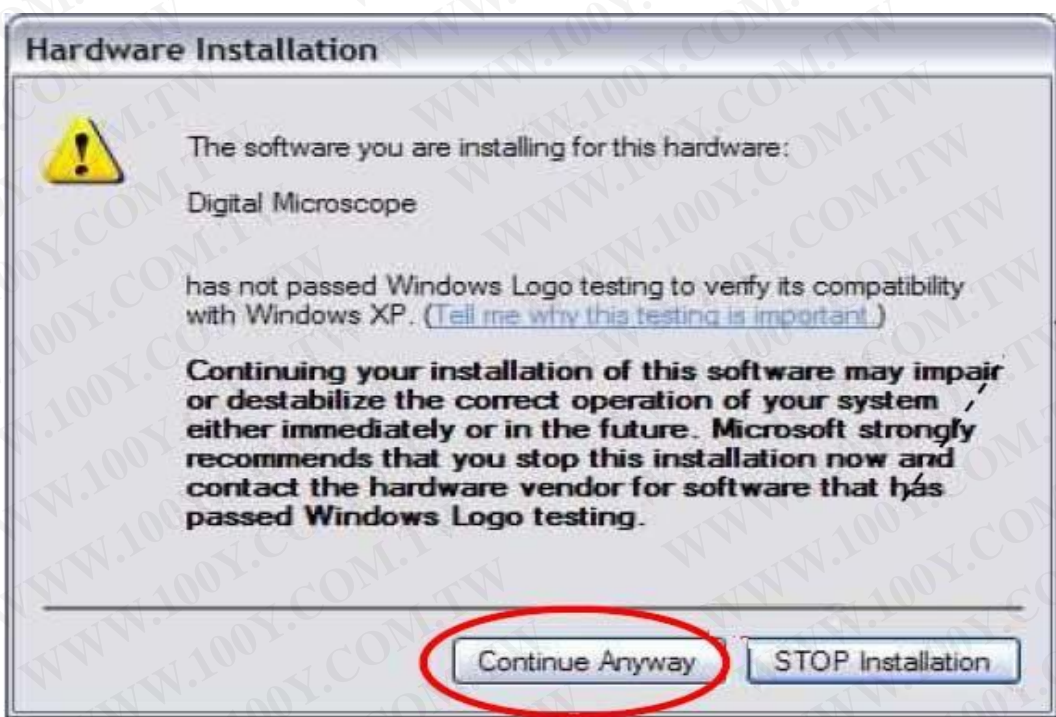 Hardware Installation
The software you are installing for this hardware:
Digital Microscope
has not passed Windows Logo testing to verify its compatibility
with Windows XP. (Tell me why this testing is important.)
Continuing your installation of this software may impair
or destabilize the correct operation of your system
either immediately or in the future. Microsoft strongly
recommends that you stop this installation now and
contact the hardware vendor for software that has
passed Windows Logo testing.
Continue Anyway
STOP Installation
WWW.100Y.COM.TW